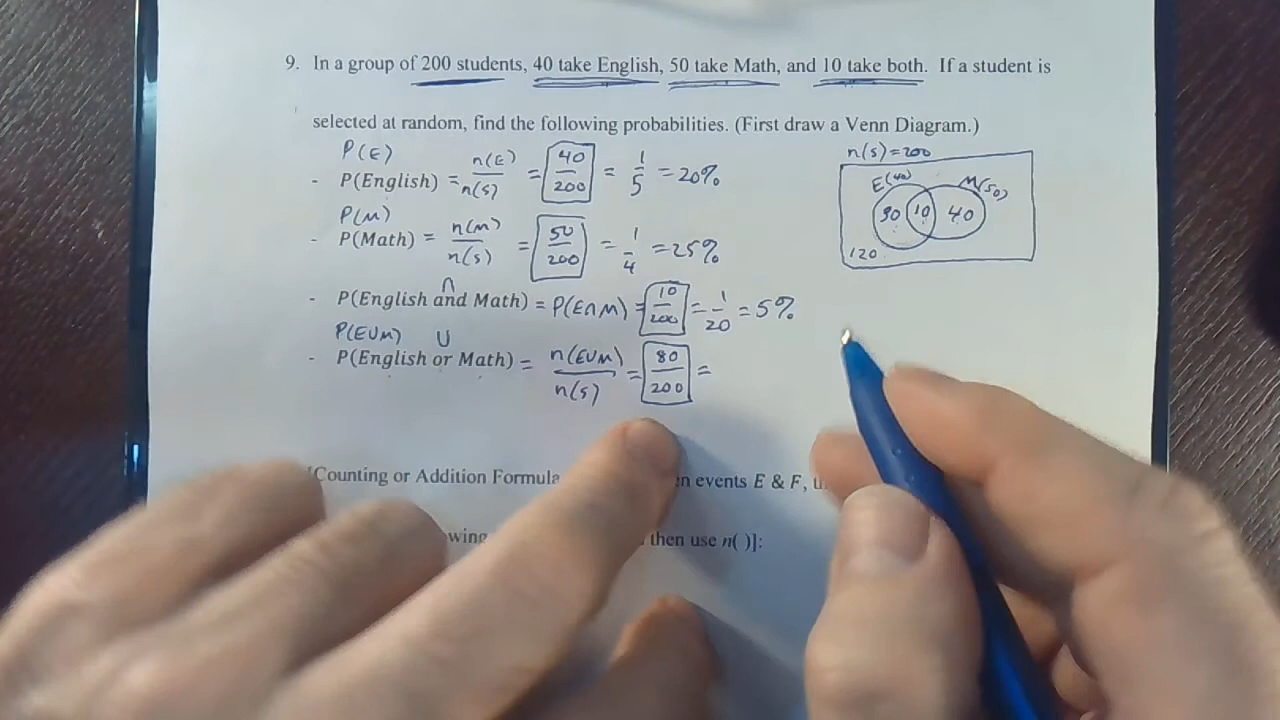 9. In a group of 200 students, 40 take English, 50 take Math, and 10 take both. If a student is
selected at random, find the following probabilities. (First draw a Venn Diagram.)
n(S)=200
E(40) M(50)
30 10 40
120
P(E)
- P(English) = n(E)/n(S) = 40/200 = 1/5 = 20%
P(M)
- P(Math) = n(M)/n(S) = 50/200 = 1/4 = 25%
∩
- P(English and Math) = P(E∩M) = 10/200 = 1/20 = 5%
P(EUM) U
- P(English or Math) = n(EUM)/n(S) = 80/200 =
[Counting or Addition Formula n events E & F,
wing then use n( )]: